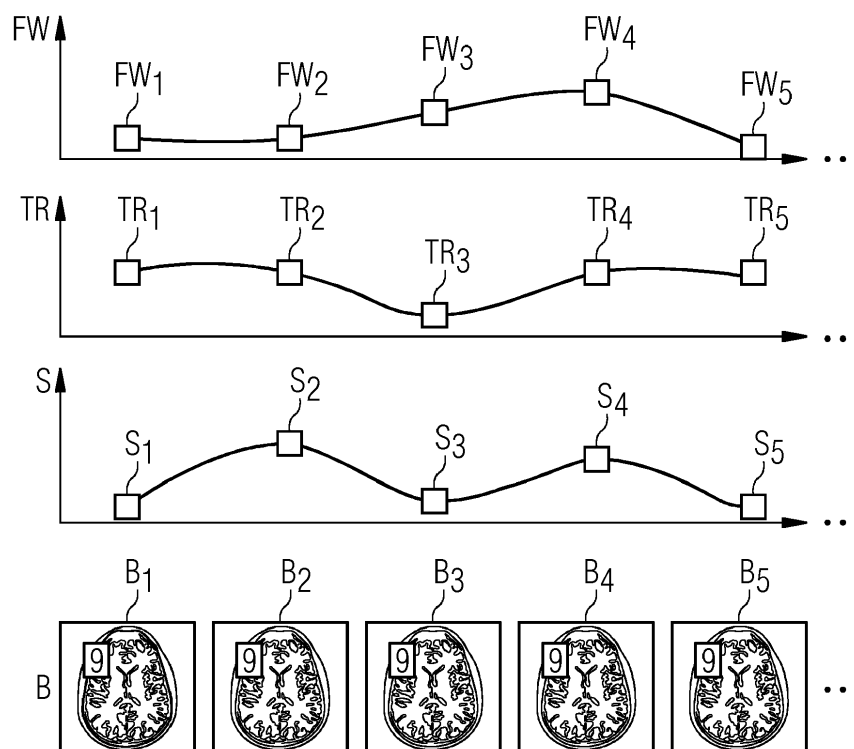 FW
FW1 FW2 FW3 FW4 FW5
TR
TR1 TR2 TR3 TR4 TR5
S
S1 S2 S3 S4 S5
B1 B2 B3 B4 B5
B 9 9 9 9 9